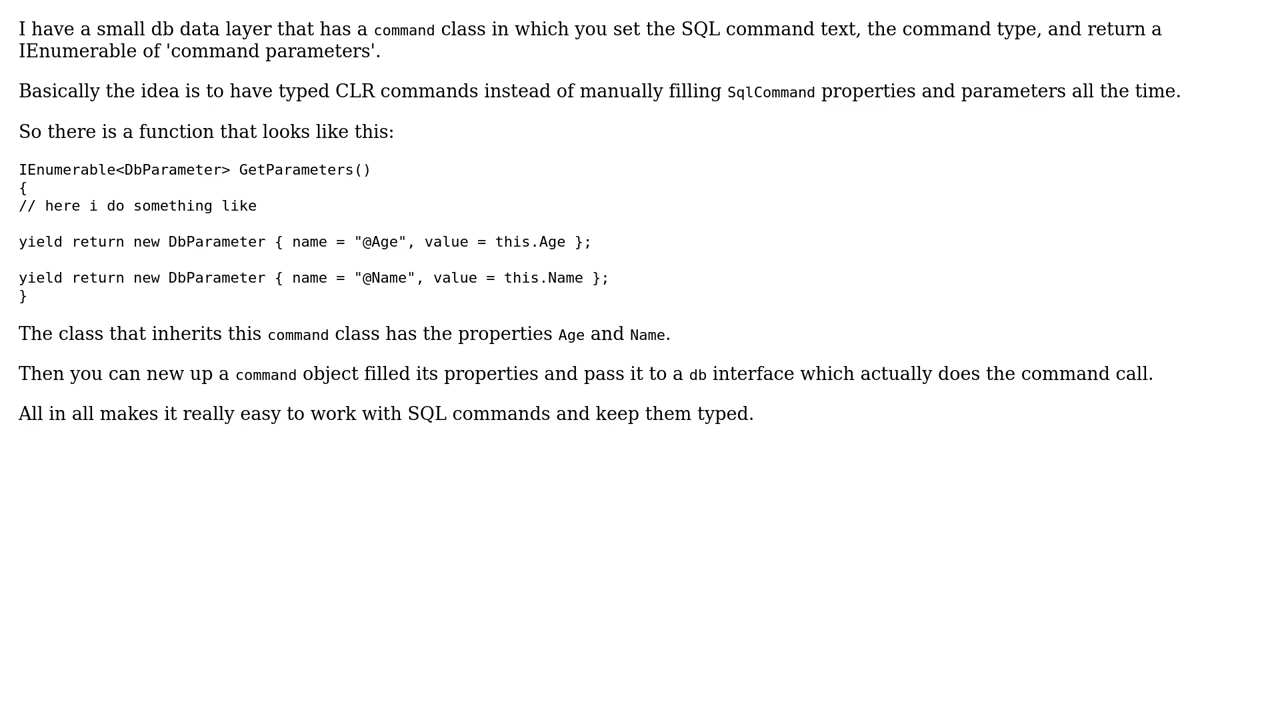 I have a small db data layer that has a command class in which you set the SQL command text, the command type, and return a
IEnumerable of 'command parameters'.
Basically the idea is to have typed CLR commands instead of manually filling SqlCommand properties and parameters all the time.
So there is a function that looks like this:
IEnumerable<DbParameter> GetParameters()
{
// here i do something like
yield return new DbParameter { name = "@Age", value = this.Age };
yield return new DbParameter { name = "@Name", value = this.Name };
}
The class that inherits this command class has the properties Age and Name.
Then you can new up a command object filled its properties and pass it to a db interface which actually does the command call.
All in all makes it really easy to work with SQL commands and keep them typed.